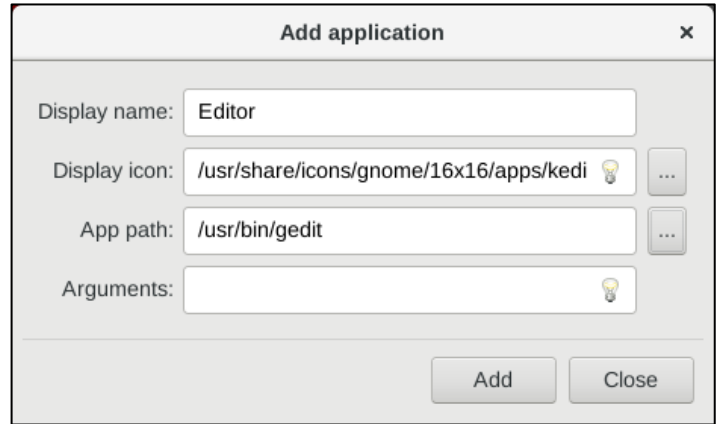 Add application ×
Display name: Editor
Display icon: /usr/share/icons/gnome/16x16/apps/kedi ...
App path: /usr/bin/gedit ...
Arguments:
Add Close